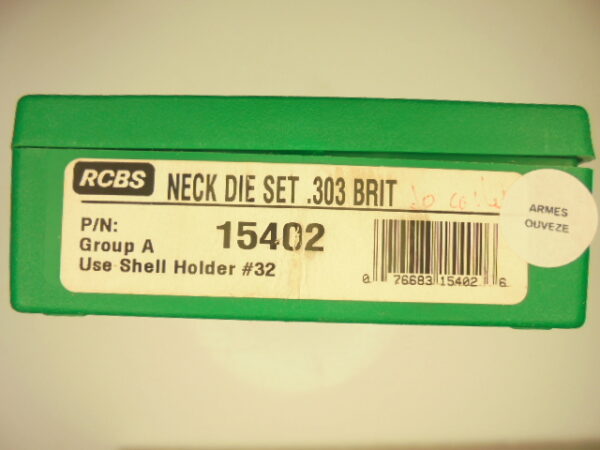 RCBS NECK DIE SET .303 BRIT
P/N: 15402
Group A
Use Shell Holder #32
0 76683 15402 6
ARMES
OUVEZE